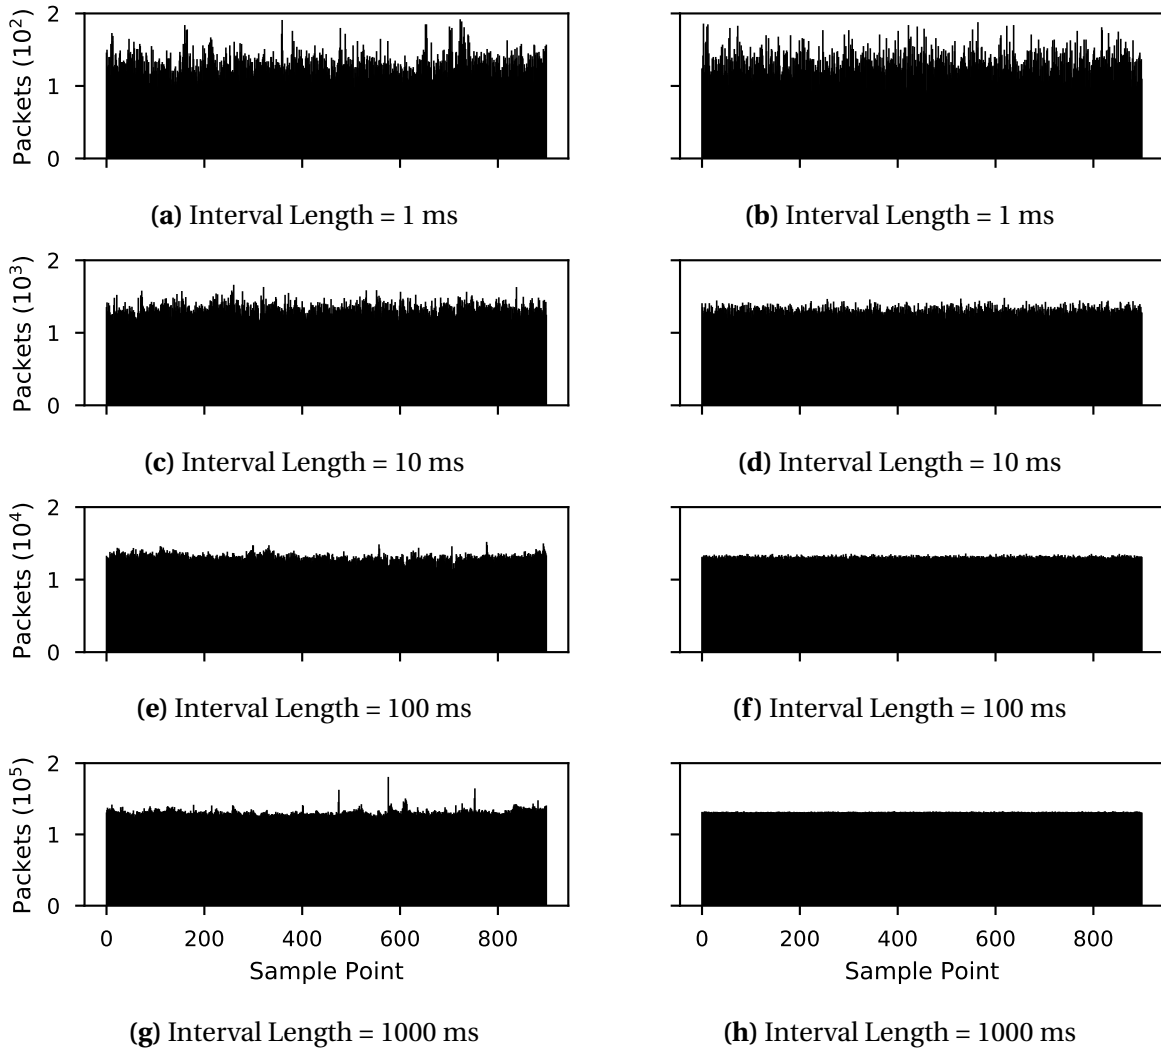 2
1
0
Packets (10²)
(a) Interval Length = 1 ms
(b) Interval Length = 1 ms
2
1
0
Packets (10³)
(c) Interval Length = 10 ms
(d) Interval Length = 10 ms
2
1
0
Packets (10⁴)
(e) Interval Length = 100 ms
(f) Interval Length = 100 ms
2
1
0
Packets (10⁵)
0 200 400 600 800
Sample Point
0 200 400 600 800
Sample Point
(g) Interval Length = 1000 ms
(h) Interval Length = 1000 ms